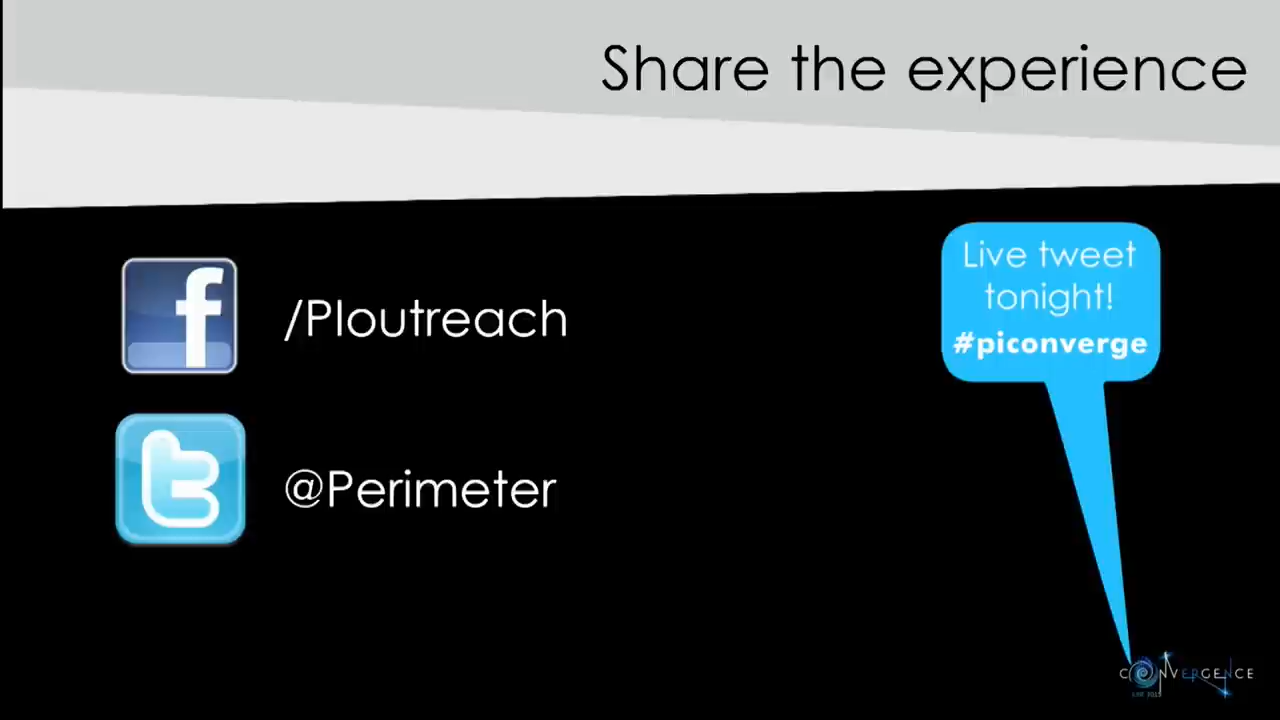 Share the experience
f
/PIoutreach
t
@Perimeter
Live tweet
tonight!
#piconverge
CONVERGENCE